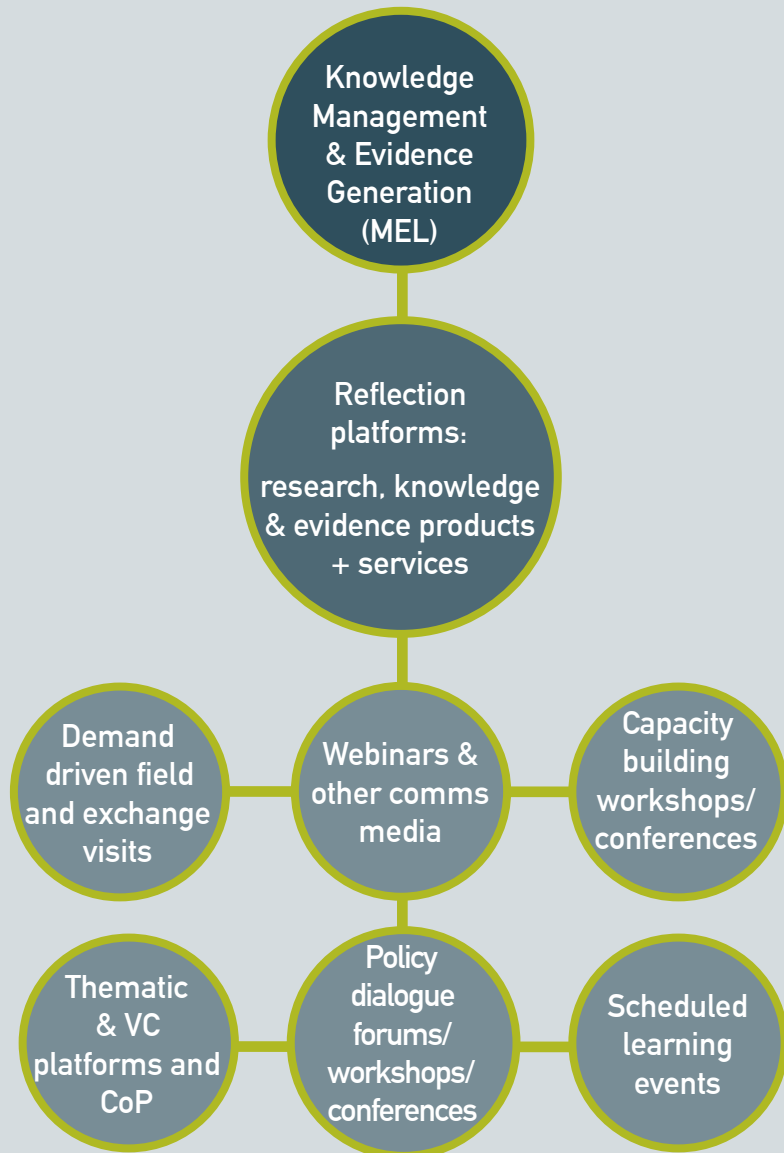 Knowledge
Management
& Evidence
Generation
(MEL)
Reflection
platforms:
research, knowledge
& evidence products
+ services
Demand
driven field
and exchange
visits
Webinars &
other comms
media
Capacity
building
workshops/
conferences
Thematic
& VC
platforms and
CoP
Policy
dialogue
forums/
workshops/
conferences
Scheduled
learning
events